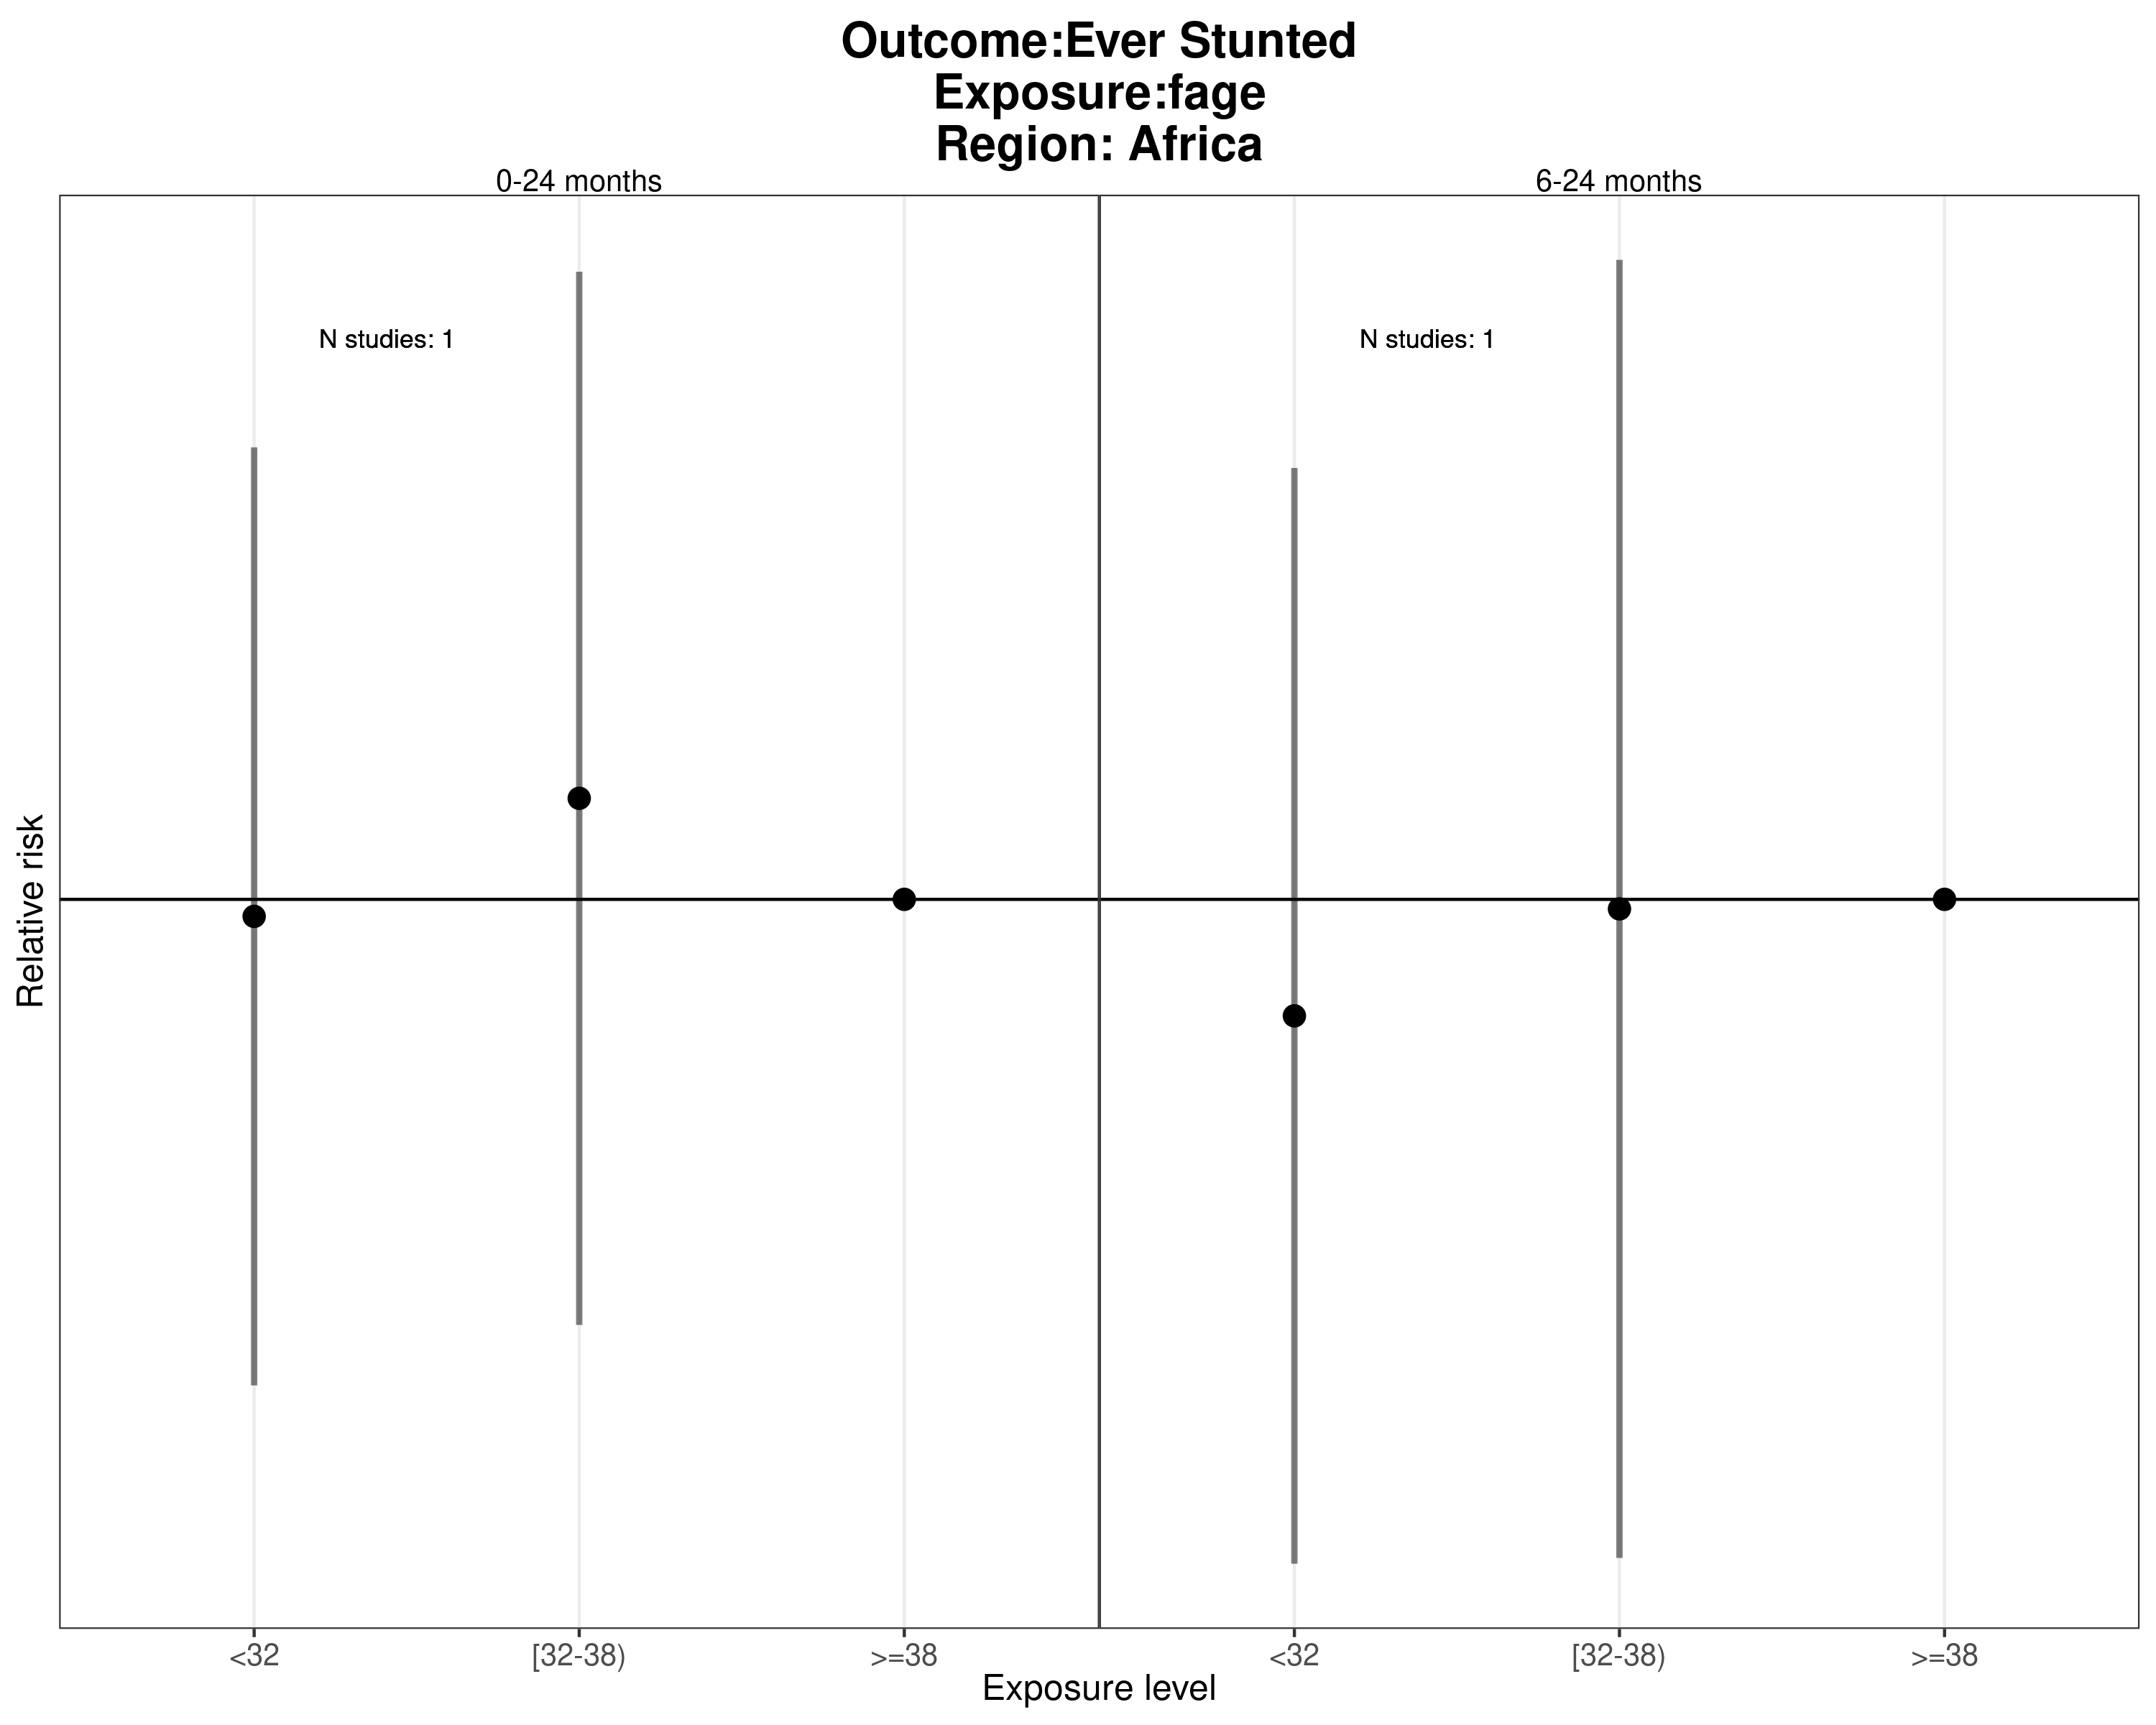 Outcome:Ever Stunted
Exposure:fage
Region: Africa
0-24 months
6-24 months
N studies: 1
N studies: 1
Relative risk
<32
[32-38)
>=38
<32
[32-38)
>=38
Exposure level